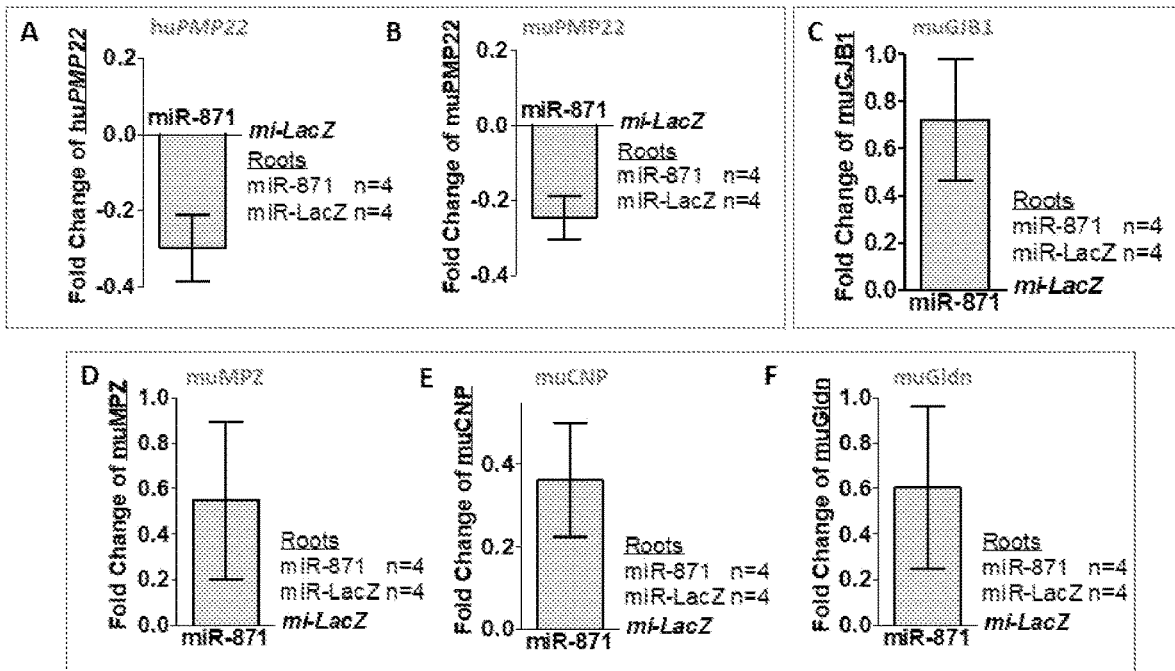 A
huPMP22
Fold Change of huPMP22
0.2
0.0
-0.2
-0.4
miR-871
mi-LacZ
Roots
miR-871 n=4
miR-LacZ n=4
B
muPMP22
Fold Change of muPMP22
0.2
0.0
-0.2
-0.4
miR-871
mi-LacZ
Roots
miR-871 n=4
miR-LacZ n=4
C
muGJB1
Fold Change of muGJB1
1.0
0.8
0.6
0.4
0.2
0.0
Roots
miR-871 n=4
miR-LacZ n=4
mi-LacZ
miR-871
D
muMPZ
Fold Change of muMPZ
1.0
0.8
0.6
0.4
0.2
0.0
Roots
miR-871 n=4
miR-LacZ n=4
mi-LacZ
miR-871
E
muCNP
Fold Change of muCNP
0.4
0.2
0.0
Roots
miR-871 n=4
miR-LacZ n=4
mi-LacZ
miR-871
F
muGldn
Fold Change of muGldn
1.0
0.8
0.6
0.4
0.2
0.0
Roots
miR-871 n=4
miR-LacZ n=4
mi-LacZ
miR-871